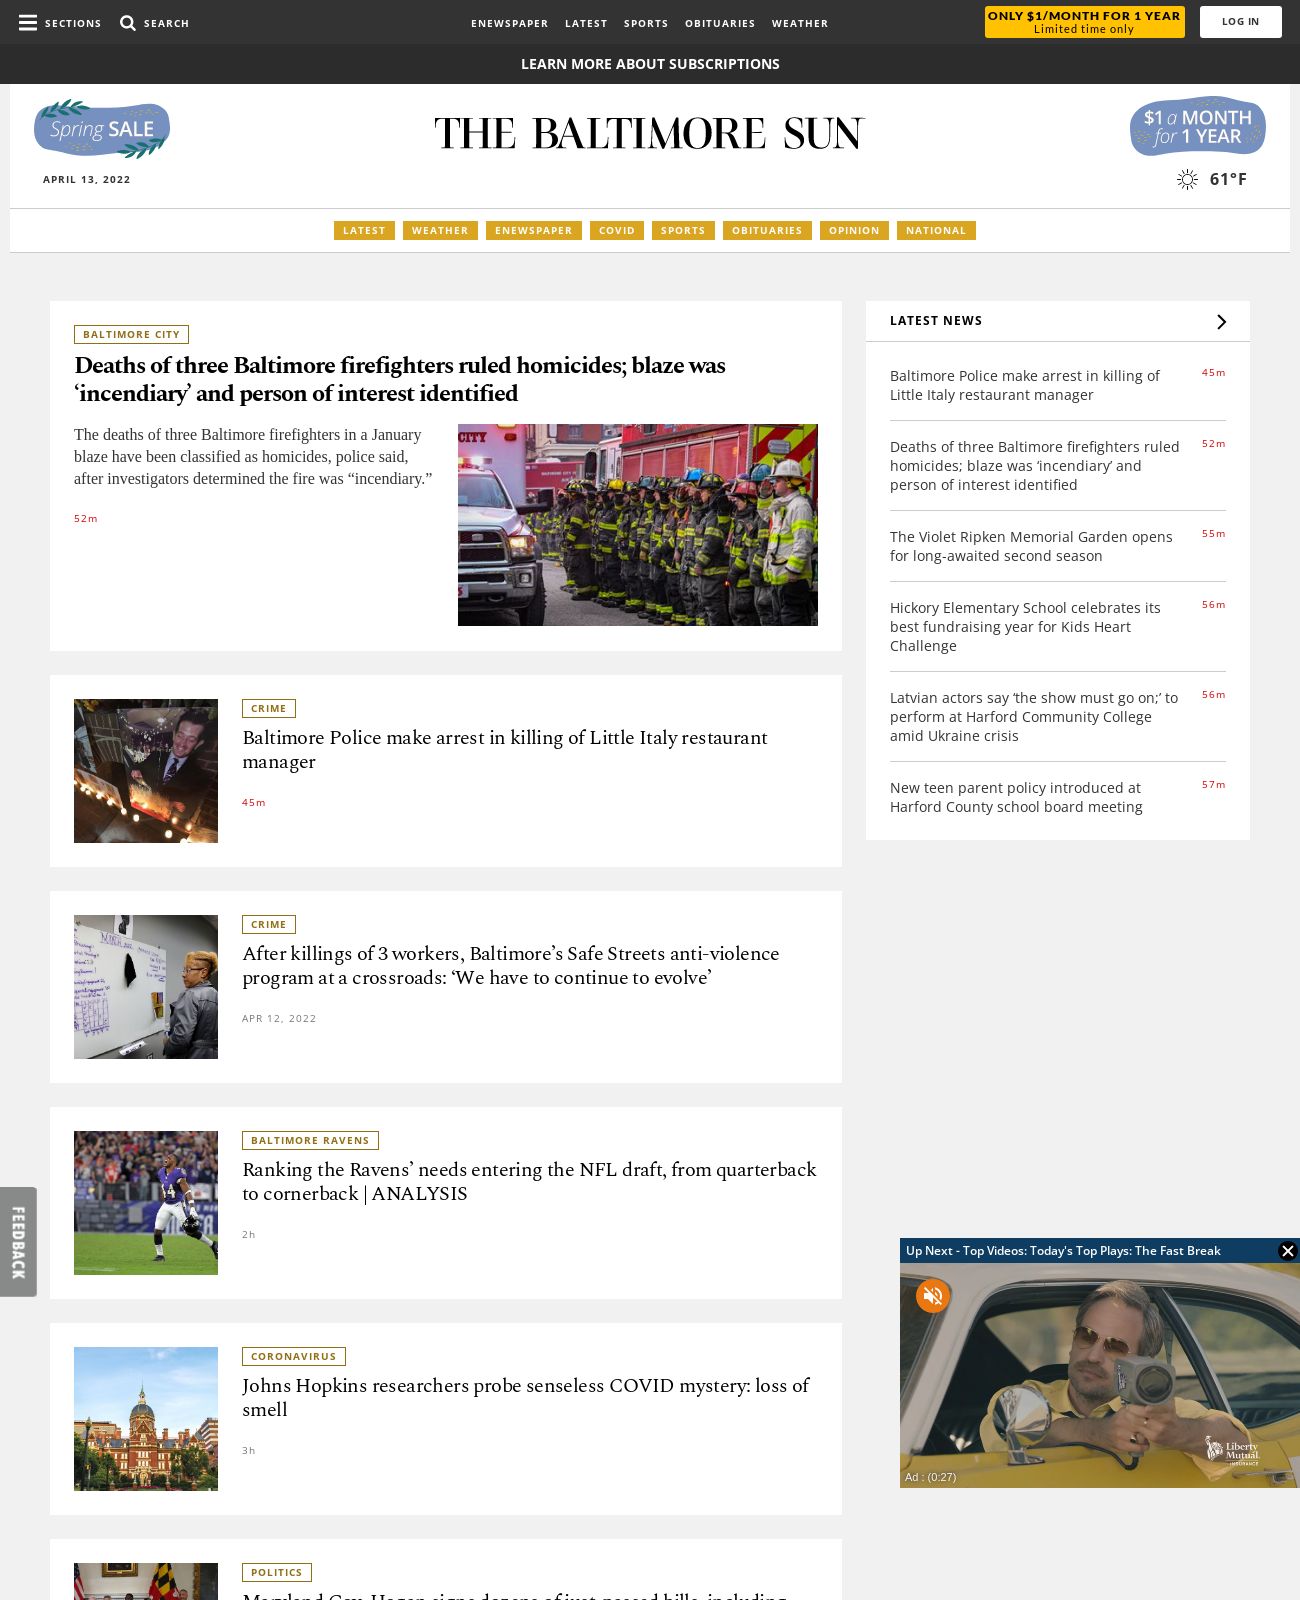 SECTIONS
SEARCH
ENEWSPAPER
LATEST
SPORTS
OBITUARIES
WEATHER
ONLY $1/MONTH FOR 1 YEAR
Limited time only
LOG IN
LEARN MORE ABOUT SUBSCRIPTIONS
Spring SALE
THE BALTIMORE SUN
$1 a MONTH
for 1 YEAR
APRIL 13, 2022
61°F
LATEST
WEATHER
ENEWSPAPER
COVID
SPORTS
OBITUARIES
OPINION
NATIONAL
BALTIMORE CITY
Deaths of three Baltimore firefighters ruled homicides; blaze was
‘incendiary’ and person of interest identified
The deaths of three Baltimore firefighters in a January
blaze have been classified as homicides, police said,
after investigators determined the fire was “incendiary.”
52m
CITY
CRIME
Baltimore Police make arrest in killing of Little Italy restaurant
manager
45m
CRIME
After killings of 3 workers, Baltimore’s Safe Streets anti-violence
program at a crossroads: ‘We have to continue to evolve’
APR 12, 2022
BALTIMORE RAVENS
Ranking the Ravens’ needs entering the NFL draft, from quarterback
to cornerback | ANALYSIS
2h
CORONAVIRUS
Johns Hopkins researchers probe senseless COVID mystery: loss of
smell
3h
POLITICS
Maryland Gov. Hogan signs dozens of just-passed bills, including
LATEST NEWS
Baltimore Police make arrest in killing of
Little Italy restaurant manager
45m
Deaths of three Baltimore firefighters ruled
homicides; blaze was ‘incendiary’ and
person of interest identified
52m
The Violet Ripken Memorial Garden opens
for long-awaited second season
55m
Hickory Elementary School celebrates its
best fundraising year for Kids Heart
Challenge
56m
Latvian actors say ‘the show must go on;’ to
perform at Harford Community College
amid Ukraine crisis
56m
New teen parent policy introduced at
Harford County school board meeting
57m
FEEDBACK
Up Next - Top Videos: Today's Top Plays: The Fast Break
Liberty
Mutual
INSURANCE
Ad : (0:27)